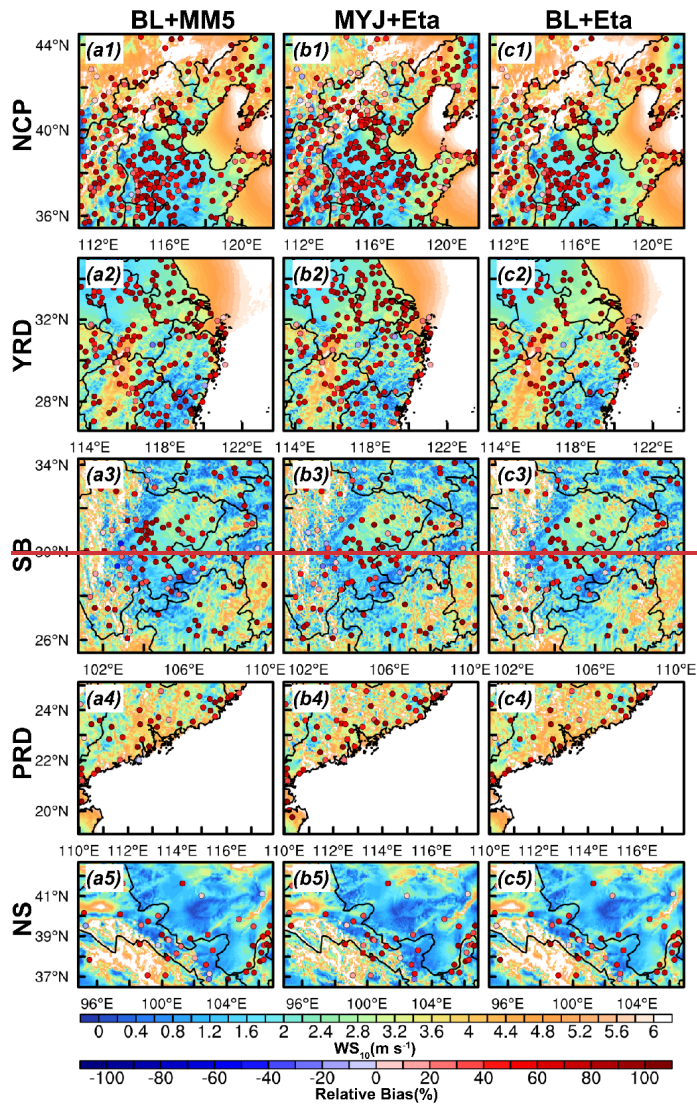 BL+MM5 MYJ+Eta BL+Eta
NCP
44°N
40°N
36°N
(a1) (b1) (c1)
112°E 116°E 120°E 112°E 116°E 120°E 112°E 116°E 120°E
YRD
32°N
28°N
(a2) (b2) (c2)
114°E 118°E 122°E 114°E 118°E 122°E 114°E 118°E 122°E
SB
34°N
30°N
26°N
(a3) (b3) (c3)
102°E 106°E 110°E 102°E 106°E 110°E 102°E 106°E 110°E
PRD
24°N
22°N
20°N
(a4) (b4) (c4)
110°E 112°E 114°E 116°E 110°E 112°E 114°E 116°E 110°E 112°E 114°E 116°E
NS
41°N
39°N
37°N
(a5) (b5) (c5)
96°E 100°E 104°E 96°E 100°E 104°E 96°E 100°E 104°E
0 0.4 0.8 1.2 1.6 2 2.4 2.8 3.2 3.6 4 4.4 4.8 5.2 5.6 6
WS₁₀(m s⁻¹)
-100 -80 -60 -40 -20 0 20 40 60 80 100
Relative Bias(%)